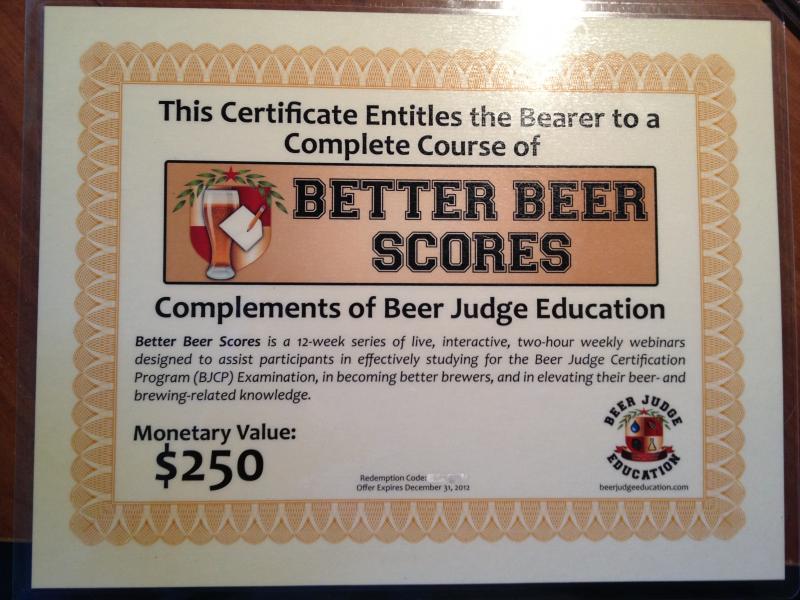 This Certificate Entitles the Bearer to a
Complete Course of
BETTER BEER
SCORES
Complements of Beer Judge Education
Better Beer Scores is a 12-week series of live, interactive, two-hour weekly webinars
designed to assist participants in effectively studying for the Beer Judge Certification
Program (BJCP) Examination, in becoming better brewers, and in elevating their beer- and
brewing-related knowledge.
Monetary Value:
$250
Redemption Code:
Offer Expires December 31, 2012
BEER JUDGE
EDUCATION
beerjudgeeducation.com